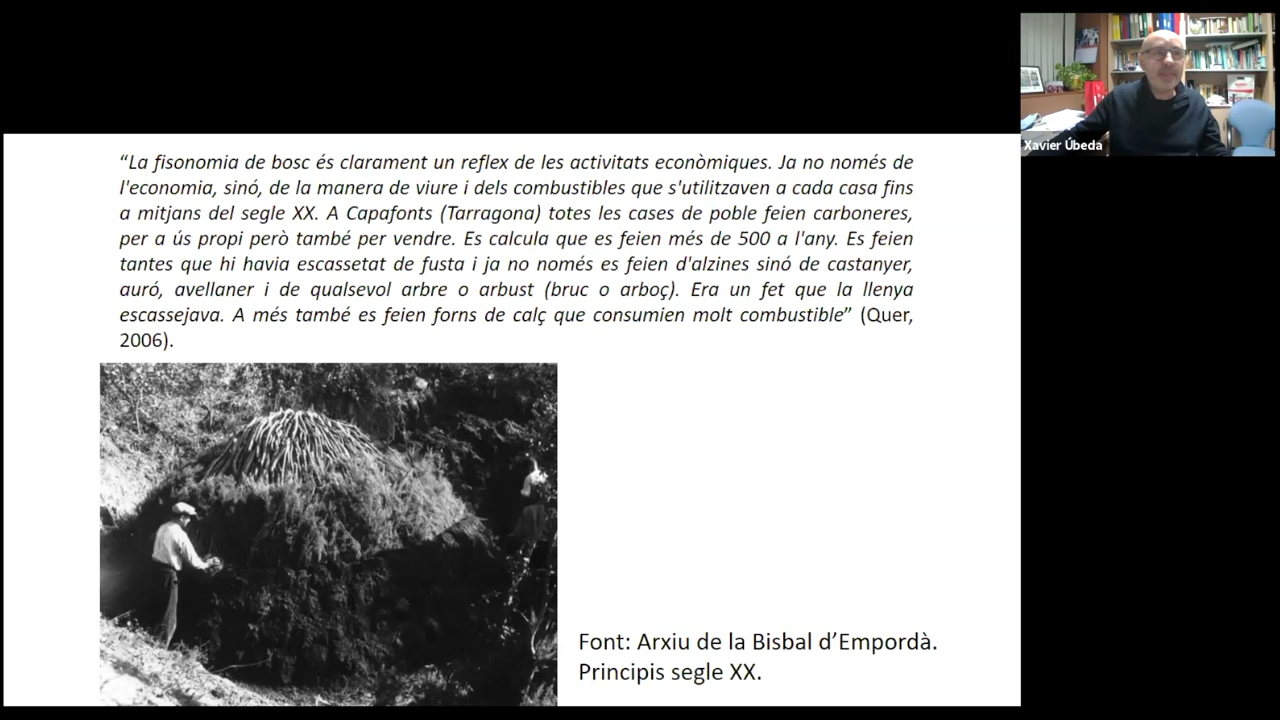 “La fisonomia de bosc és clarament un reflex de les activitats econòmiques. Ja no només de
l'economia, sinó, de la manera de viure i dels combustibles que s'utilitzaven a cada casa fins
a mitjans del segle XX. A Capafonts (Tarragona) totes les cases de poble feien carboneres,
per a ús propi però també per vendre. Es calcula que es feien més de 500 a l'any. Es feien
tantes que hi havia escassetat de fusta i ja no només es feien d'alzines sinó de castanyer,
auró, avellaner i de qualsevol arbre o arbust (bruc o arboç). Era un fet que la llenya
escassejava. A més també es feien forns de calç que consumien molt combustible” (Quer,
2006).
Font: Arxiu de la Bisbal d’Empordà.
Principis segle XX.
Xavier Úbeda